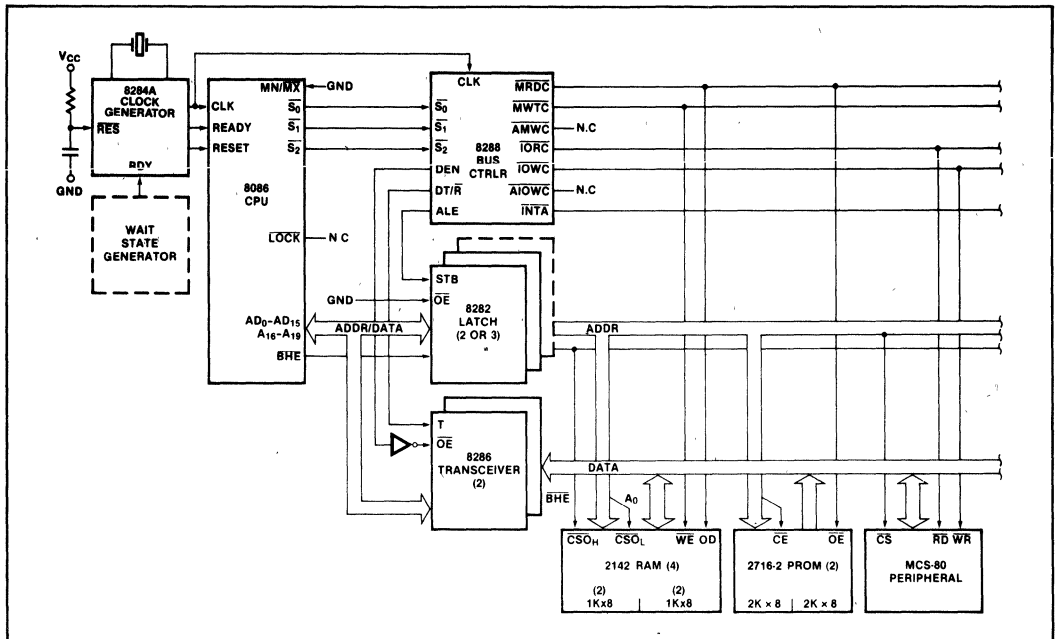 VCC
GND
8284A
CLOCK
GENERATOR
RES
RDY
WAIT
STATE
GENERATOR
MN/MX
CLK
READY
RESET
S0
S1
S2
8086
CPU
LOCK
AD0-AD15
A16-A19
BHE
GND
N C
ADDR/DATA
CLK
S0
S1
S2
DEN
DT/R
ALE
8288
BUS
CTRLR
MRDC
MWTC
AMWC
IORC
IOWC
AIOWC
INTA
N.C
N.C
GND
STB
OE
8282
LATCH
(2 OR 3)
ADDR
T
OE
8286
TRANSCEIVER
(2)
DATA
BHE
A0
CSOH
CSOL
WE OD
2142 RAM (4)
(2)
1Kx8
(2)
1Kx8
CE
OE
2716-2 PROM (2)
2K × 8
2K × 8
CS
RD WR
MCS-80
PERIPHERAL